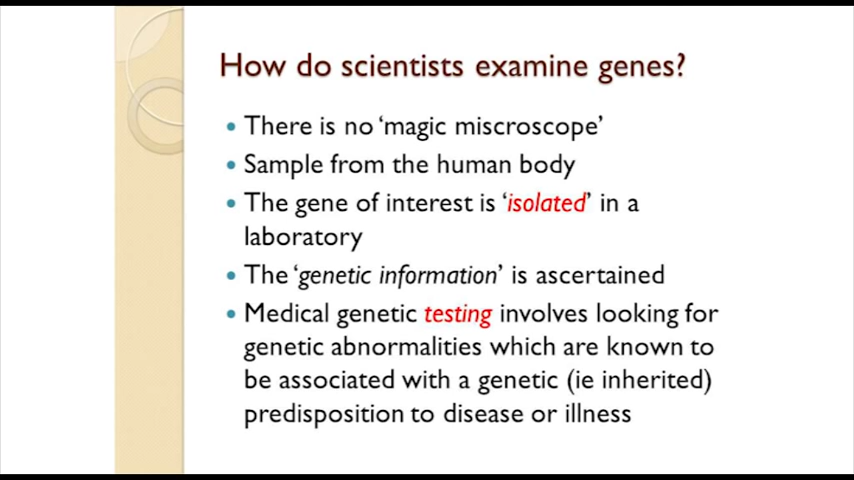 How do scientists examine genes?
• There is no ‘magic miscroscope’
• Sample from the human body
• The gene of interest is ‘isolated’ in a
laboratory
• The ‘genetic information’ is ascertained
• Medical genetic testing involves looking for
genetic abnormalities which are known to
be associated with a genetic (ie inherited)
predisposition to disease or illness